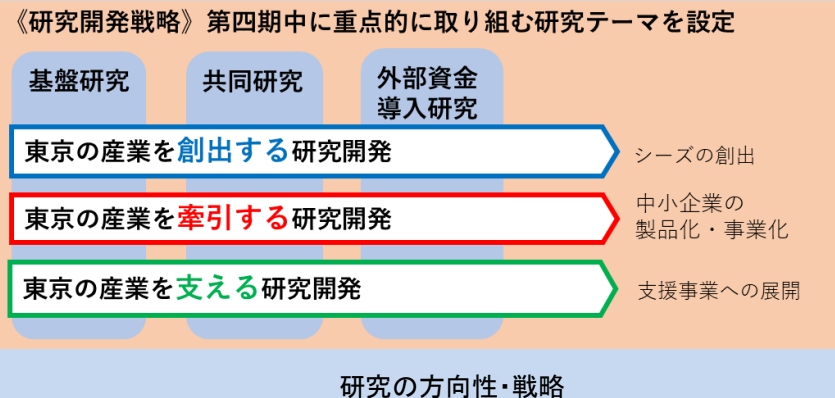 《研究開発戦略》第四期中に重点的に取り組む研究テーマを設定
基盤研究
共同研究
外部資金
導入研究
東京の産業を創出する研究開発
シーズの創出
東京の産業を牽引する研究開発
中小企業の
製品化・事業化
東京の産業を支える研究開発
支援事業への展開
研究の方向性・戦略